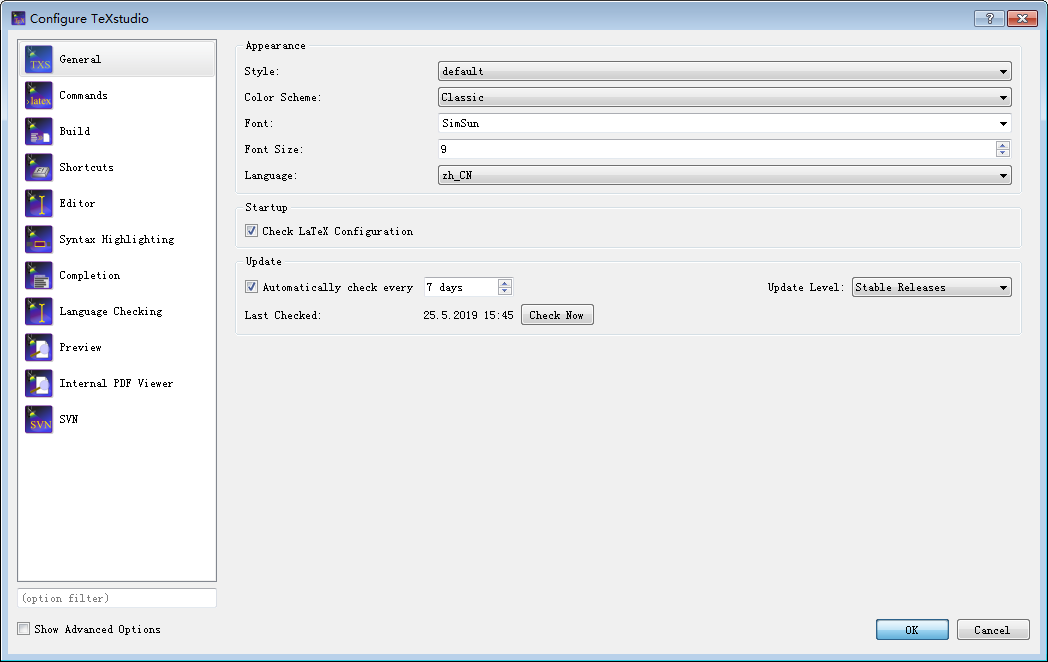 Configure TeXstudio
TXS General
Commands
Build
Shortcuts
Editor
Syntax Highlighting
Completion
Language Checking
Preview
Internal PDF Viewer
SVN SVN
(option filter)
Show Advanced Options
Appearance
Style: default
Color Scheme: Classic
Font: SimSun
Font Size: 9
Language: zh_CN
Startup
Check LaTeX Configuration
Update
Automatically check every 7 days Update Level: Stable Releases
Last Checked: 25.5.2019 15:45 Check Now
OK Cancel